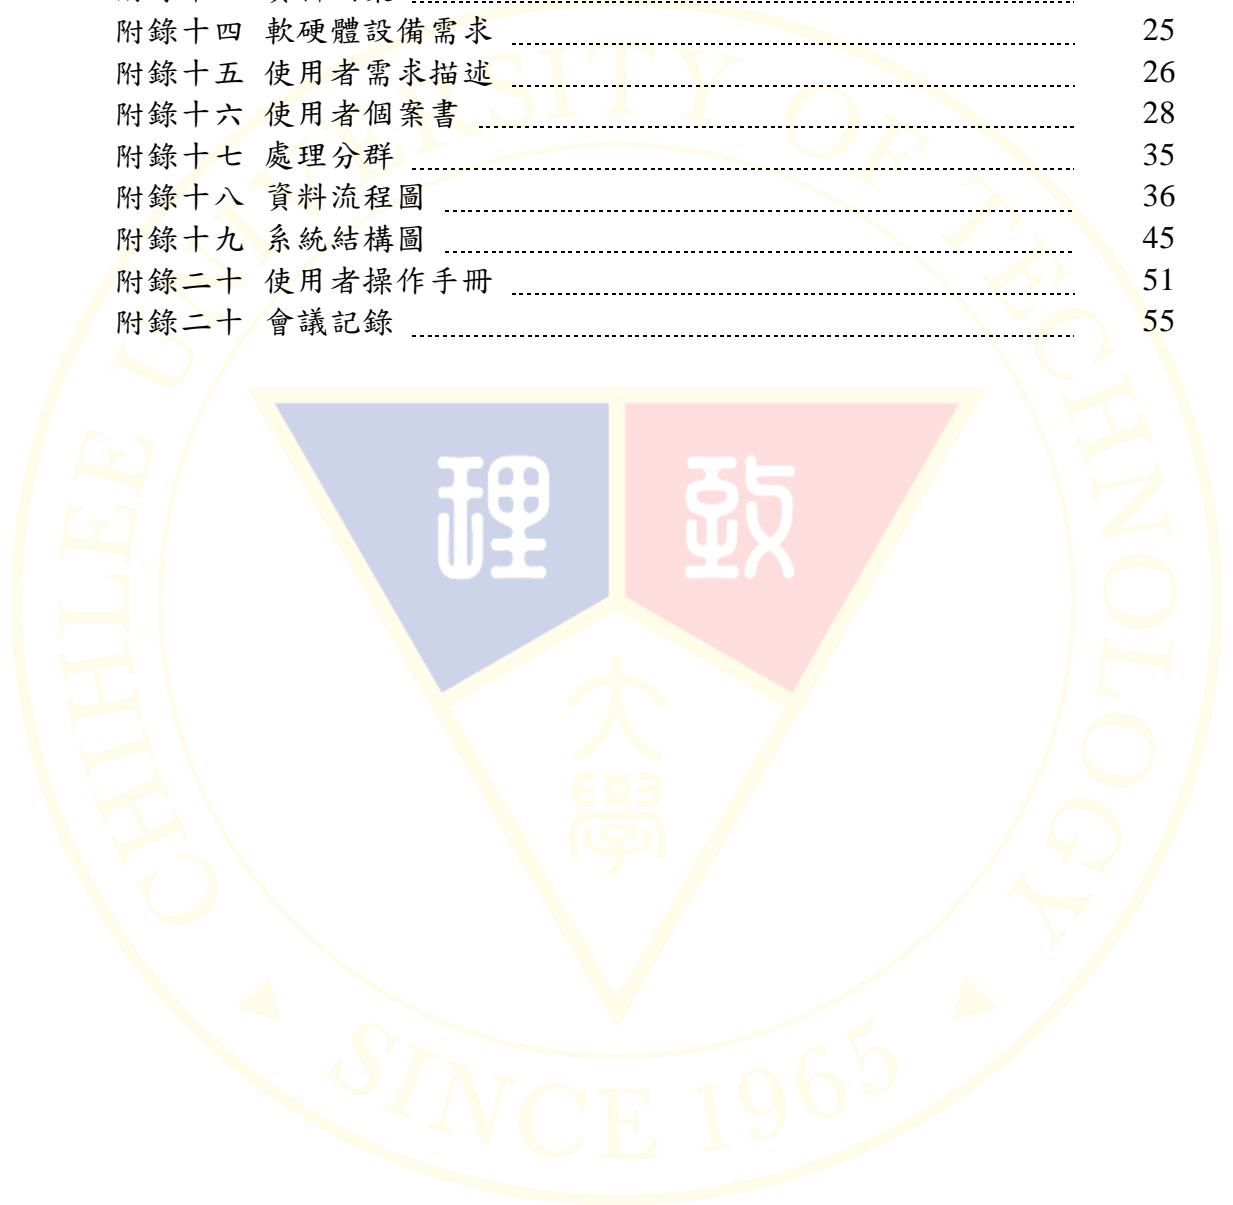 附錄十四 軟硬體設備需求 25
附錄十五 使用者需求描述 26
附錄十六 使用者個案書 28
附錄十七 處理分群 35
附錄十八 資料流程圖 36
附錄十九 系統結構圖 45
附錄二十 使用者操作手冊 51
附錄二十 會議記錄 55
CHIHLEE UNIVERSITY OF TECHNOLOGY
理 致
大
學
SINCE 1965